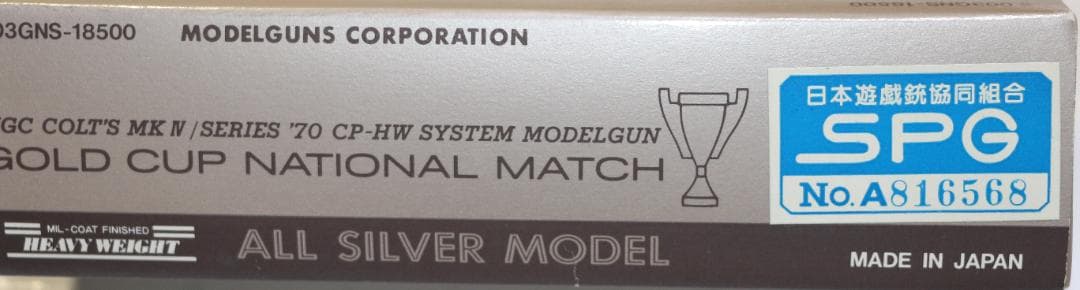 03GNS-18500 MODELGUNS CORPORATION
GC COLT'S MK IV/SERIES '70 CP-HW SYSTEM MODELGUN
GOLD CUP NATIONAL MATCH
日本遊戯銃協同組合
SPG
No. A816568
MIL-COAT FINISHED
HEAVY WEIGHT
ALL SILVER MODEL
MADE IN JAPAN